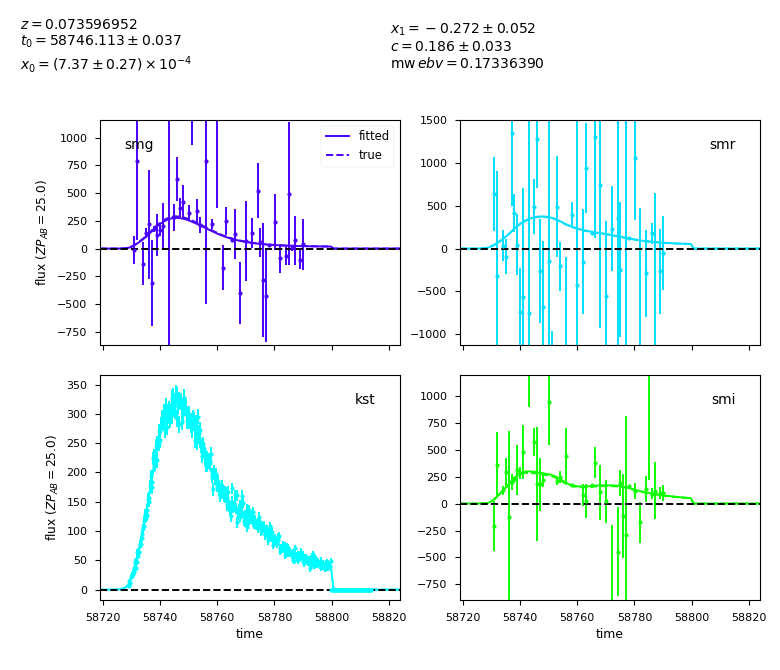 z = 0.073596952
t₀ = 58746.113 ± 0.037
x₀ = (7.37 ± 0.27) × 10⁻⁴
x₁ = −0.272 ± 0.052
c = 0.186 ± 0.033
mw ebv = 0.17336390
smg
fitted
true
1000
750
500
250
0
−250
−500
−750
flux (ZP_AB = 25.0)
smr
1500
1000
500
0
−500
−1000
kst
350
300
250
200
150
100
50
0
flux (ZP_AB = 25.0)
58720 58740 58760 58780 58800 58820
time
smi
1000
750
500
250
0
−250
−500
−750
58720 58740 58760 58780 58800 58820
time